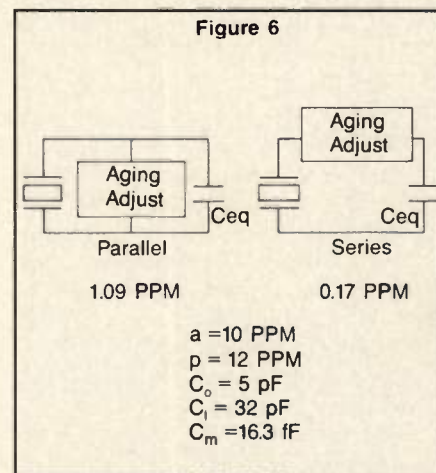 Figure 6
Aging
Adjust
Ceq
Parallel
1.09 PPM
Aging
Adjust
Ceq
Series
0.17 PPM
a =10 PPM
p = 12 PPM
Co = 5 pF
Cl = 32 pF
Cm =16.3 fF